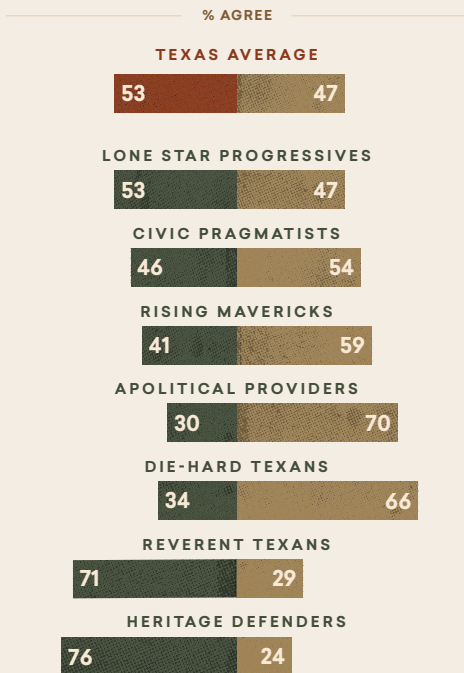 % AGREE
TEXAS AVERAGE
53 47
LONE STAR PROGRESSIVES
53 47
CIVIC PRAGMATISTS
46 54
RISING MAVERICKS
41 59
APOLITICAL PROVIDERS
30 70
DIE-HARD TEXANS
34 66
REVERENT TEXANS
71 29
HERITAGE DEFENDERS
76 24